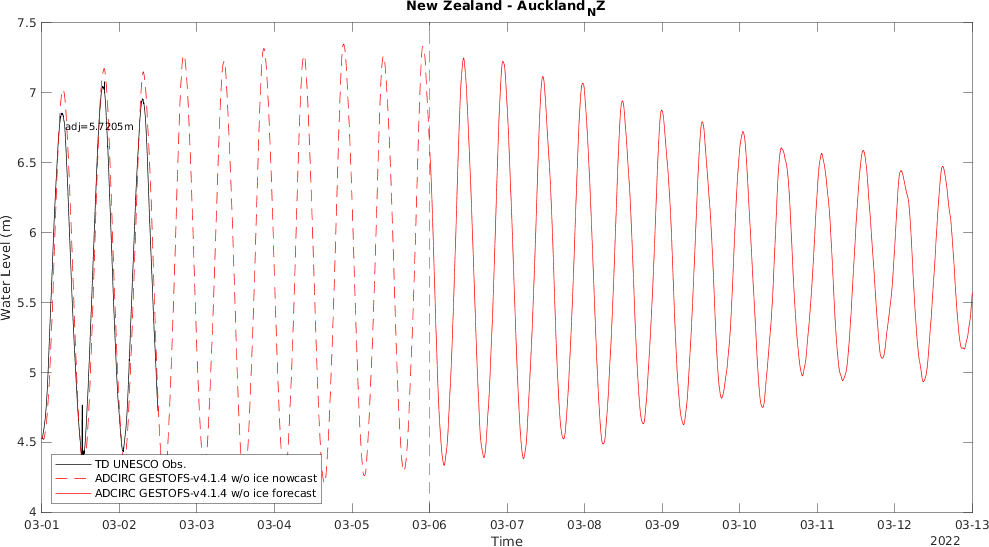 New Zealand - Auckland_NZ
7.5
7
6.5
6
5.5
5
4.5
4
Water Level (m)
adj=5.7205m
TD UNESCO Obs.
ADCIRC GESTOFS-v4.1.4 w/o ice nowcast
ADCIRC GESTOFS-v4.1.4 w/o ice forecast
03-01 03-02 03-03 03-04 03-05 03-06 03-07 03-08 03-09 03-10 03-11 03-12 03-13
Time
2022